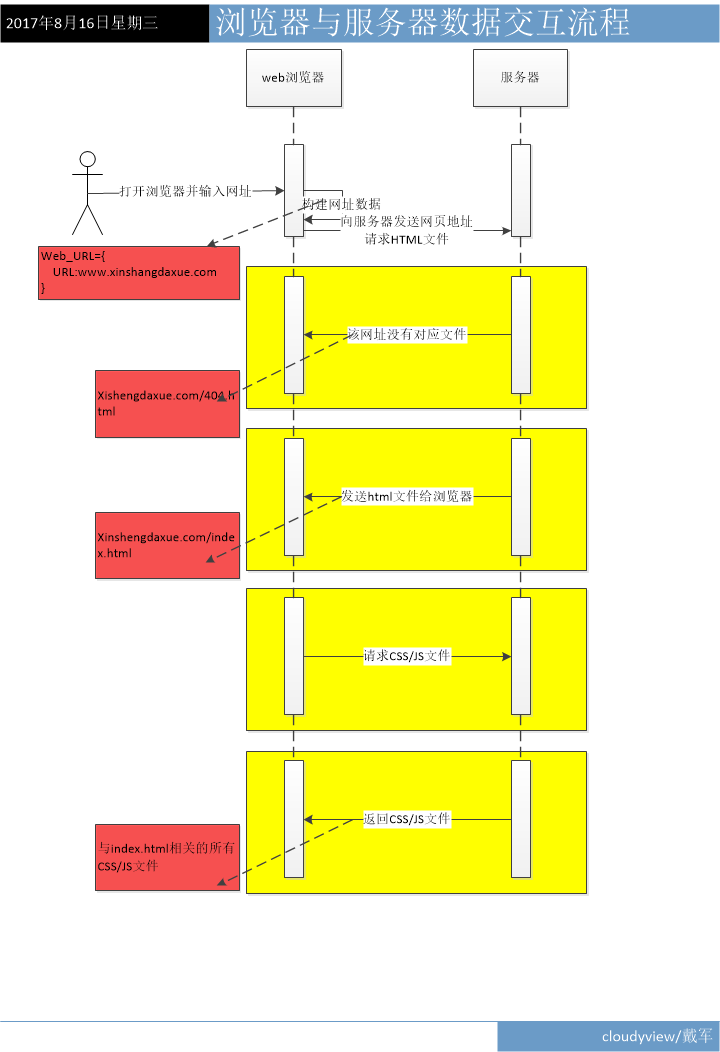 2017年8月16日星期三
浏览器与服务器数据交互流程
web浏览器
服务器
打开浏览器并输入网址
构建网址数据
向服务器发送网页地址
请求HTML文件
Web_URL={
URL:www.xinshangdaxue.com
}
该网址没有对应文件
Xishengdaxue.com/404.h
tml
发送html文件给浏览器
Xinshengdaxue.com/inde
x.html
请求CSS/JS文件
返回CSS/JS文件
与index.html相关的所有
CSS/JS文件
cloudyview/戴军